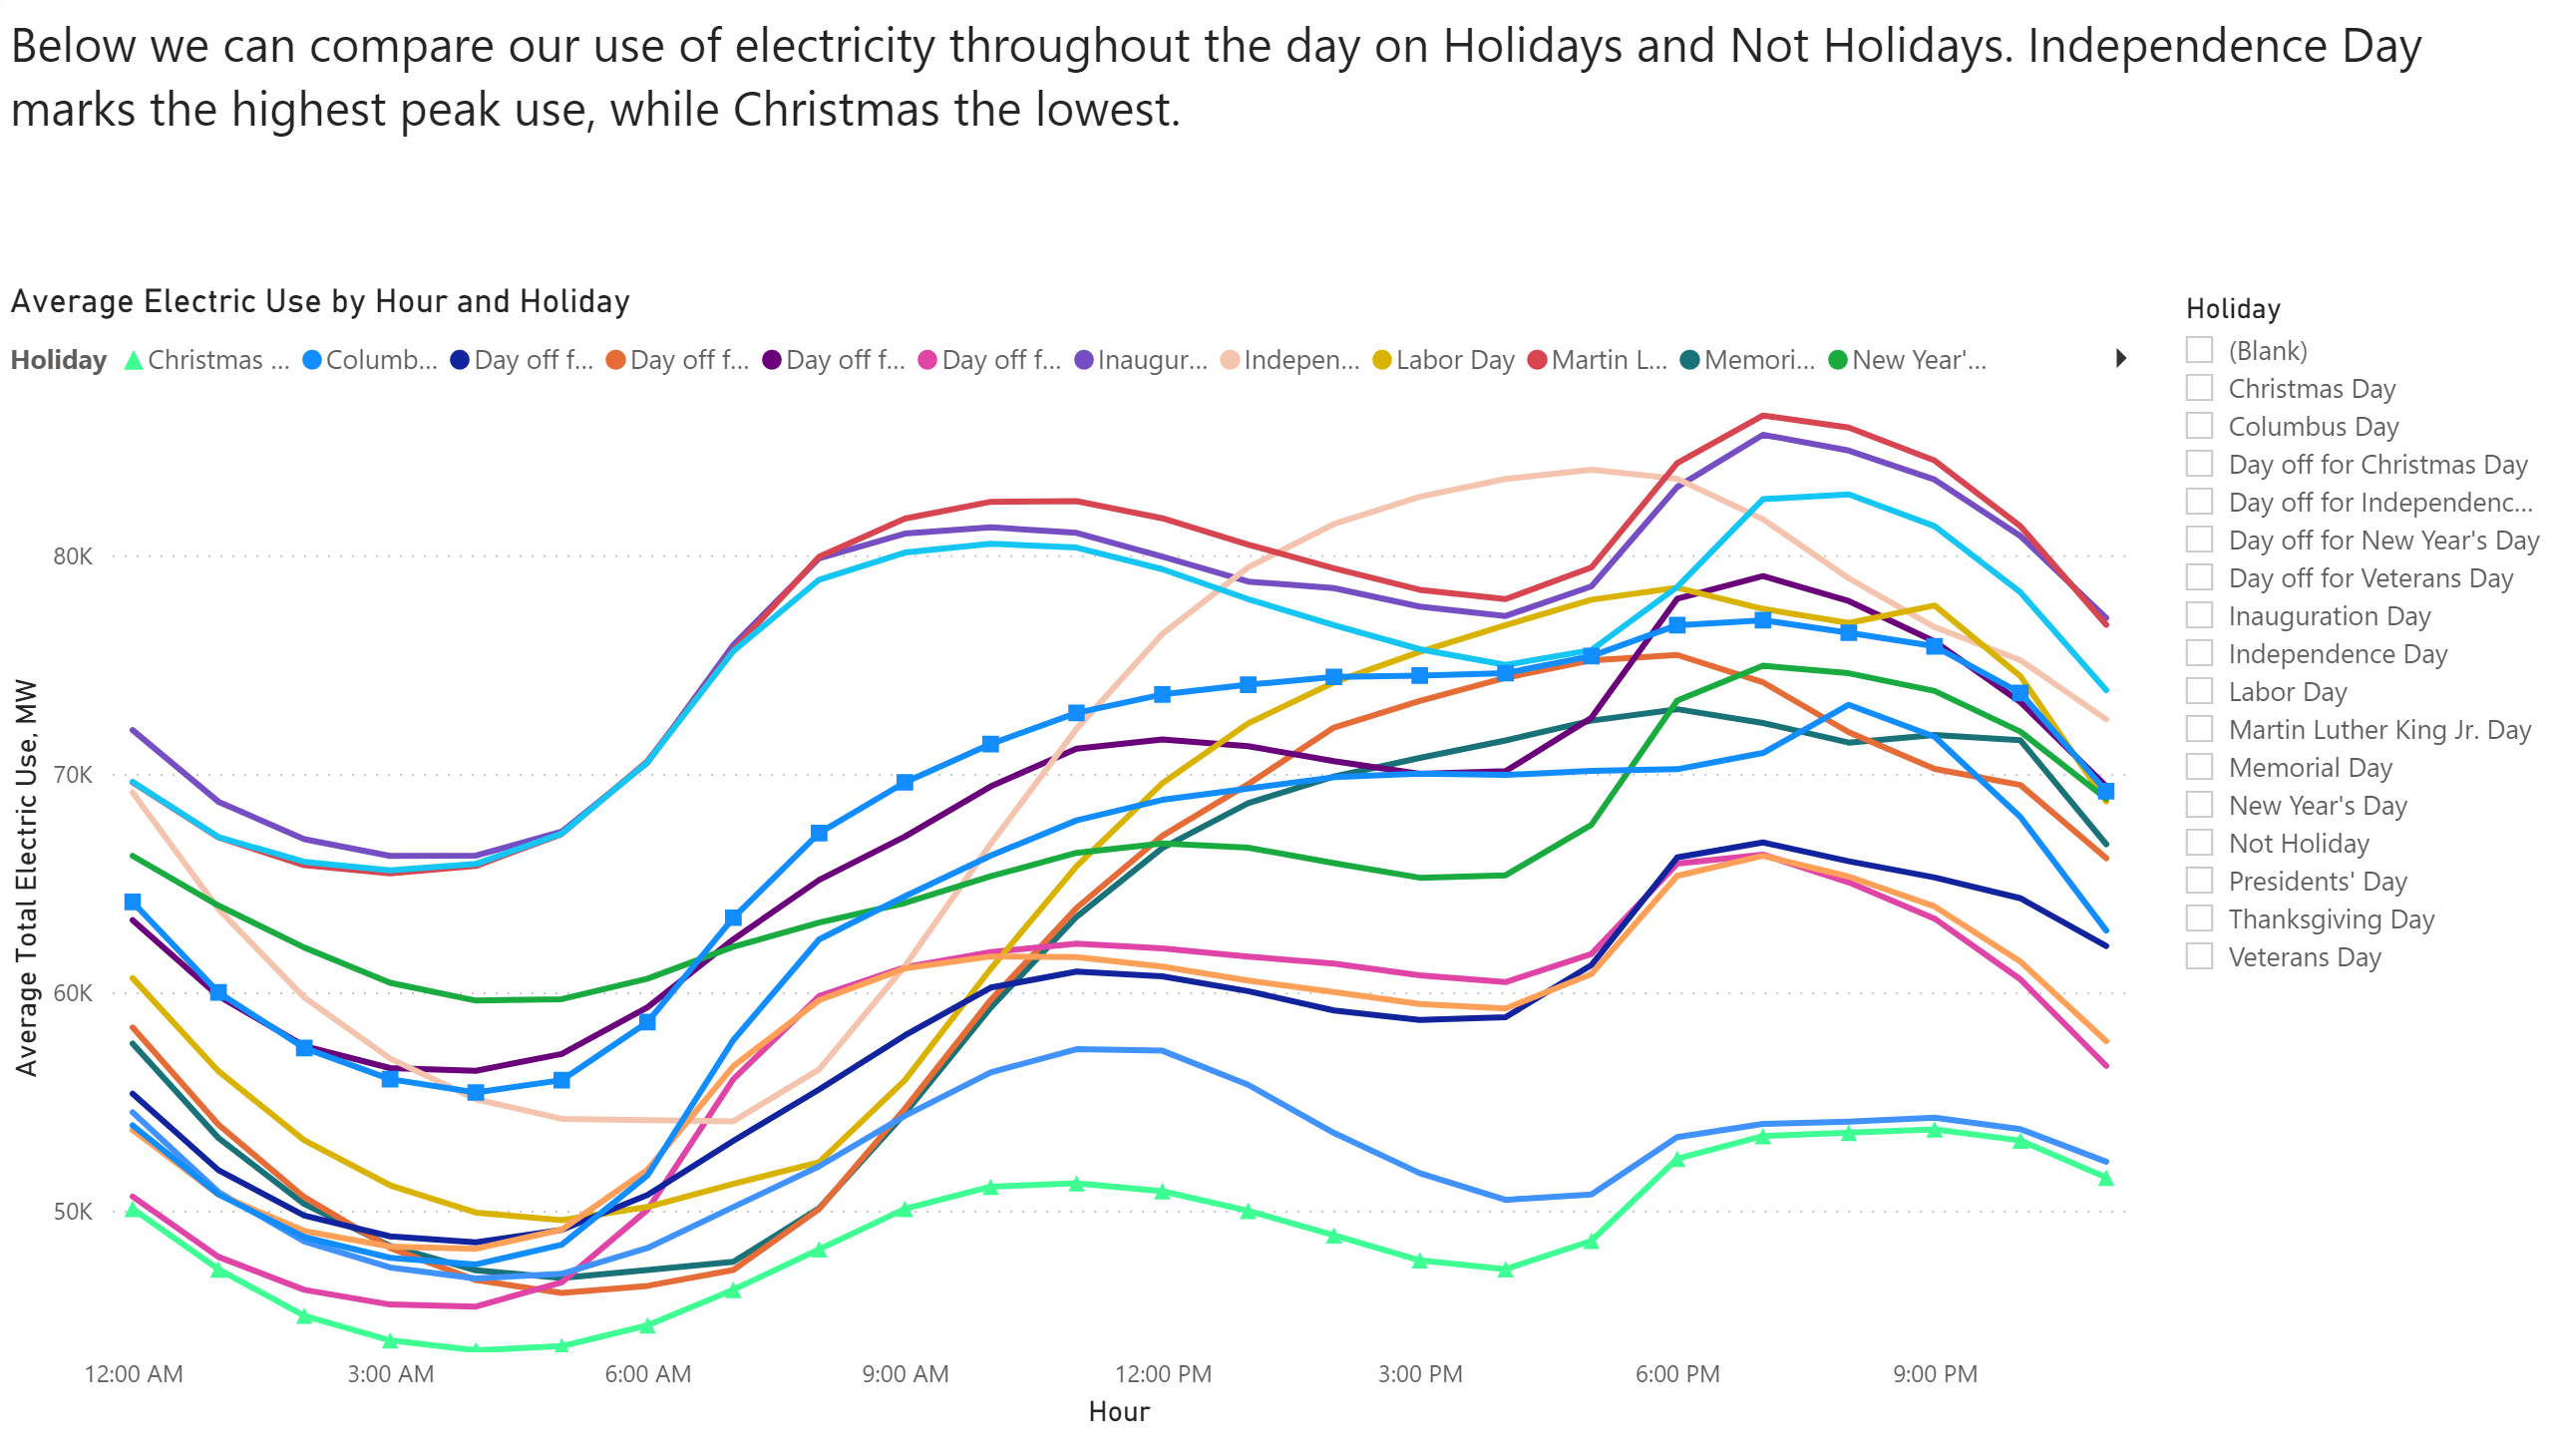 Below we can compare our use of electricity throughout the day on Holidays and Not Holidays. Independence Day
marks the highest peak use, while Christmas the lowest.
Average Electric Use by Hour and Holiday
Holiday Christmas ... Columb... Day off f... Day off f... Day off f... Day off f... Inaugur... Indepen... Labor Day Martin L... Memori... New Year'...
Average Total Electric Use, MW
80K
70K
60K
50K
12:00 AM 3:00 AM 6:00 AM 9:00 AM 12:00 PM 3:00 PM 6:00 PM 9:00 PM
Hour
Holiday
(Blank)
Christmas Day
Columbus Day
Day off for Christmas Day
Day off for Independenc...
Day off for New Year's Day
Day off for Veterans Day
Inauguration Day
Independence Day
Labor Day
Martin Luther King Jr. Day
Memorial Day
New Year's Day
Not Holiday
Presidents' Day
Thanksgiving Day
Veterans Day